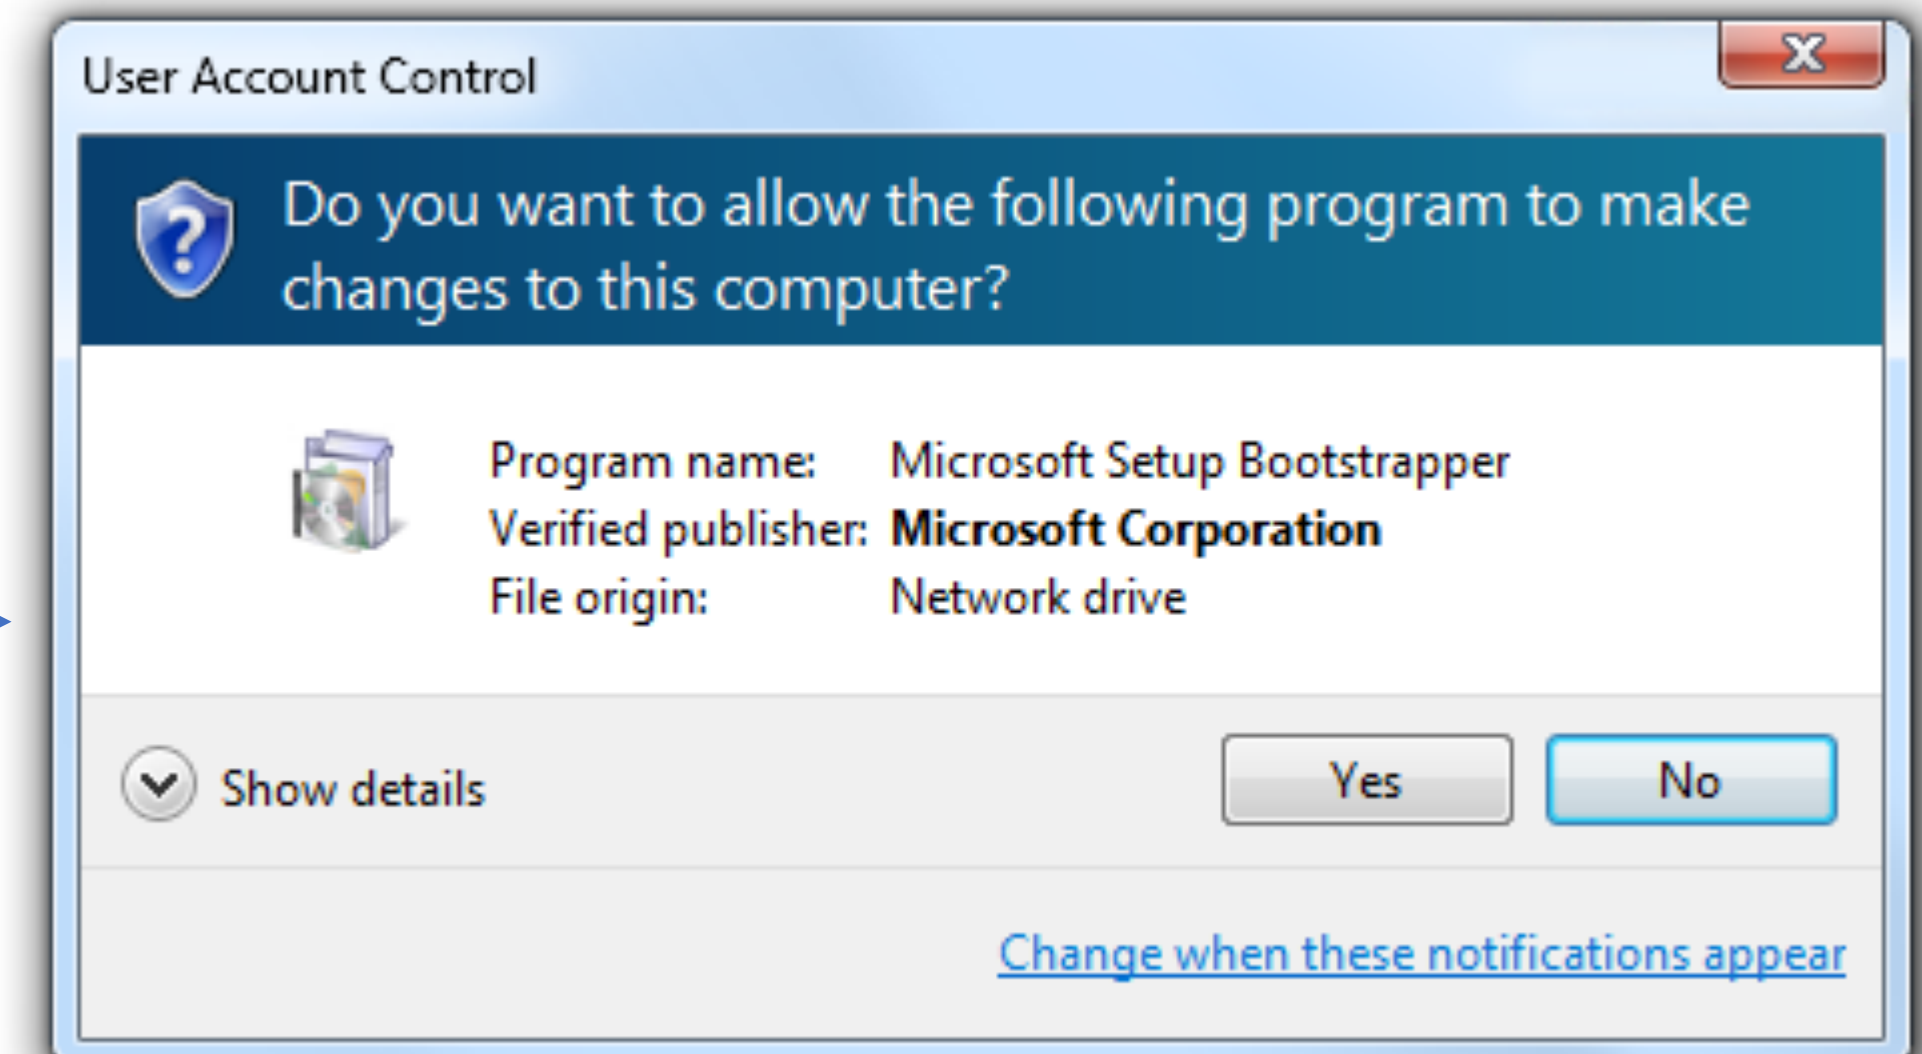 User Account Control
Do you want to allow the following program to make
changes to this computer?
Program name: Microsoft Setup Bootstrapper
Verified publisher: Microsoft Corporation
File origin: Network drive
Show details
Yes
No
Change when these notifications appear